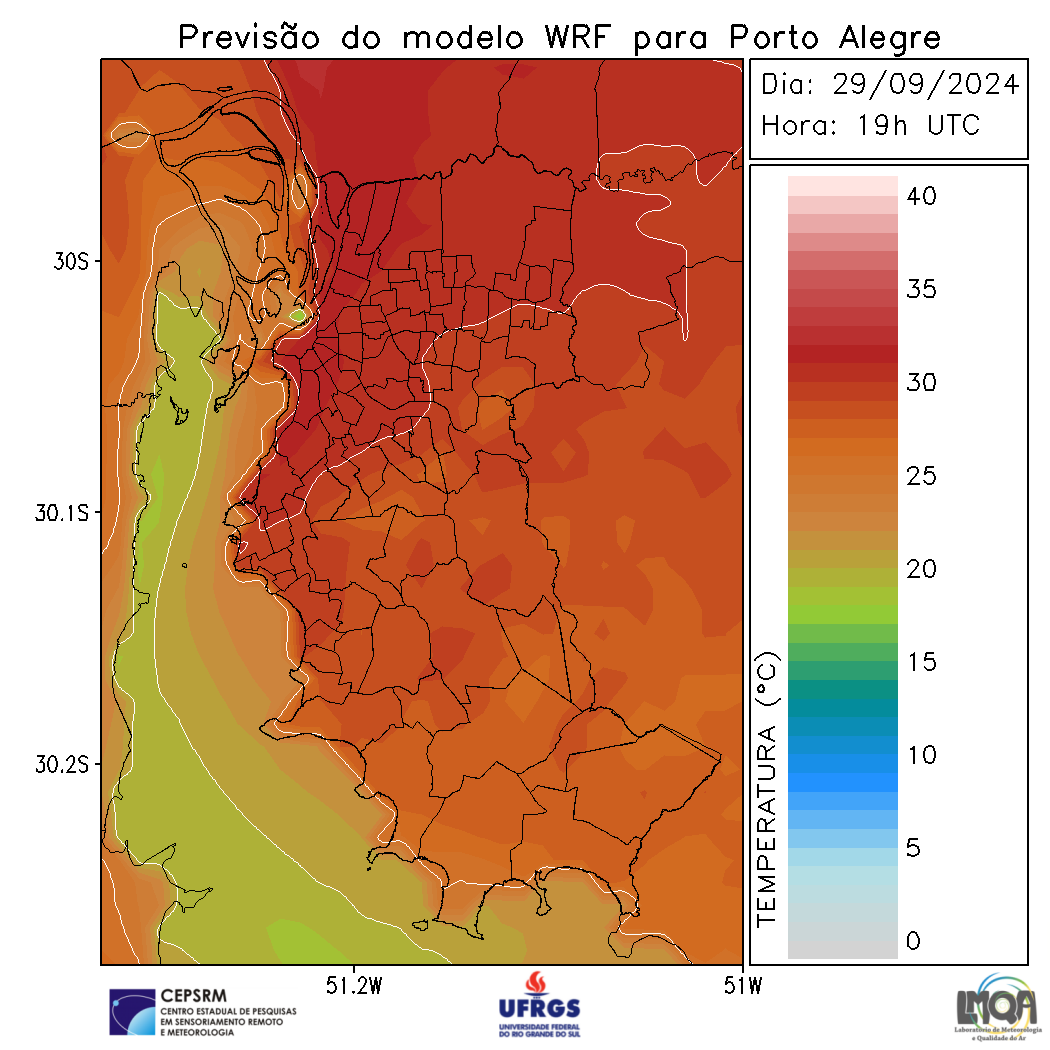 Previsão do modelo WRF para Porto Alegre
Dia: 29/09/2024
Hora: 19h UTC
40
35
30
25
20
15
10
5
0
TEMPERATURA (°C)
30S
30.1S
30.2S
51.2W
51W
CEPSRM
CENTRO ESTADUAL DE PESQUISAS
EM SENSORIAMENTO REMOTO
E METEOROLOGIA
UFRGS
UNIVERSIDADE FEDERAL
DO RIO GRANDE DO SUL
LMQA
Laboratório de Meteorologia
e Qualidade do Ar